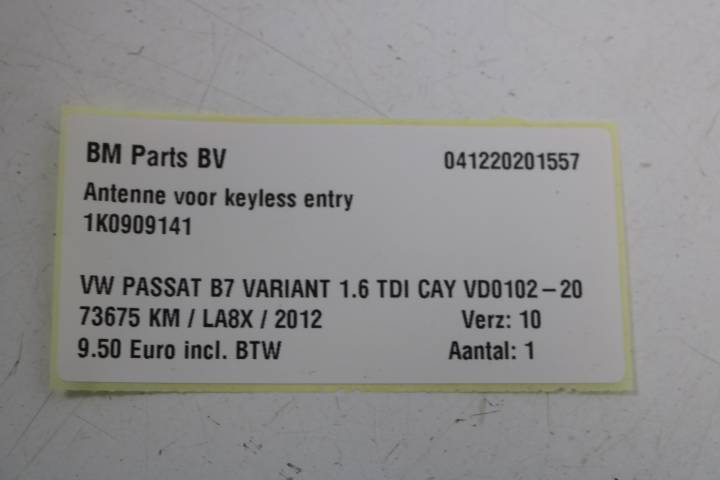 BM Parts BV 041220201557
Antenne voor keyless entry
1K0909141
VW PASSAT B7 VARIANT 1.6 TDI CAY VD0102-20
73675 KM / LA8X / 2012 Verz: 10
9.50 Euro incl. BTW Aantal: 1